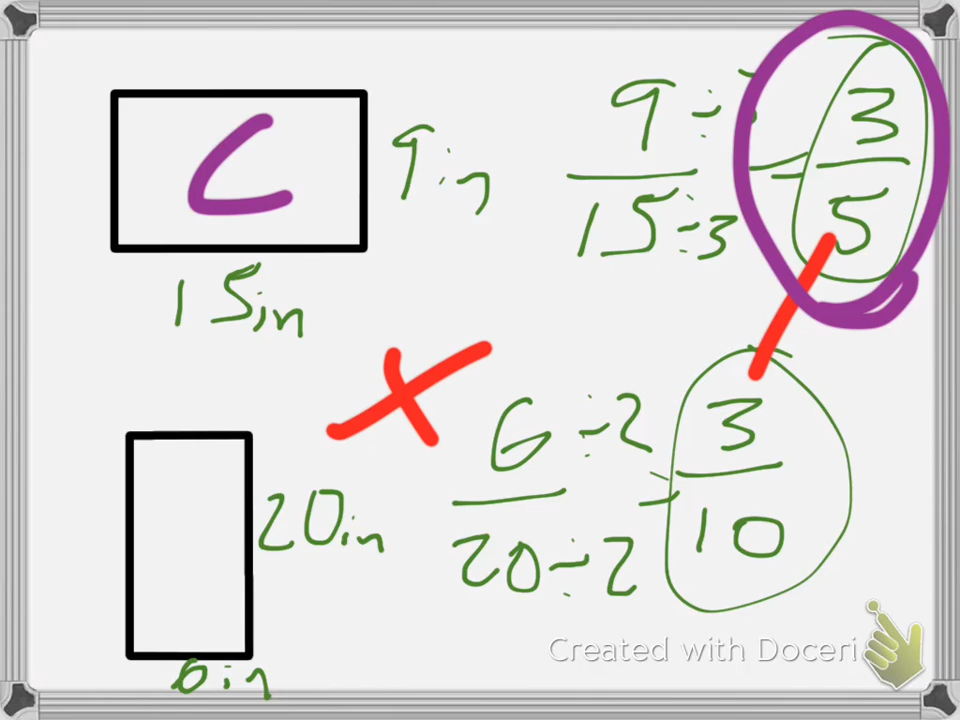 C
9in
15in
9 ÷ 3
15 ÷ 3
=
3
5
20in
6in
6 ÷ 2
20 ÷ 2
=
3
10
Created with Doceri